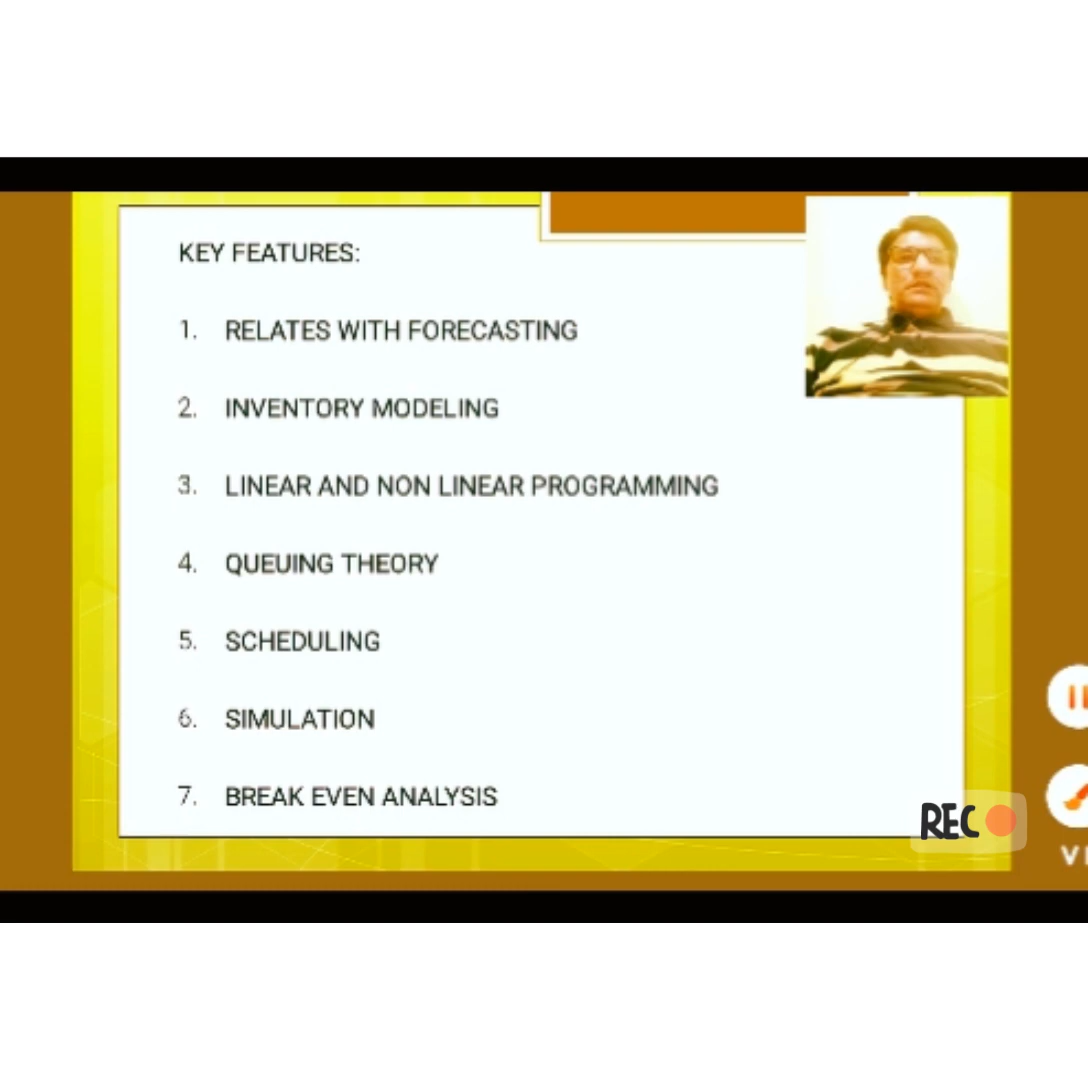 KEY FEATURES:
1. RELATES WITH FORECASTING
2. INVENTORY MODELING
3. LINEAR AND NON LINEAR PROGRAMMING
4. QUEUING THEORY
5. SCHEDULING
6. SIMULATION
7. BREAK EVEN ANALYSIS
REC